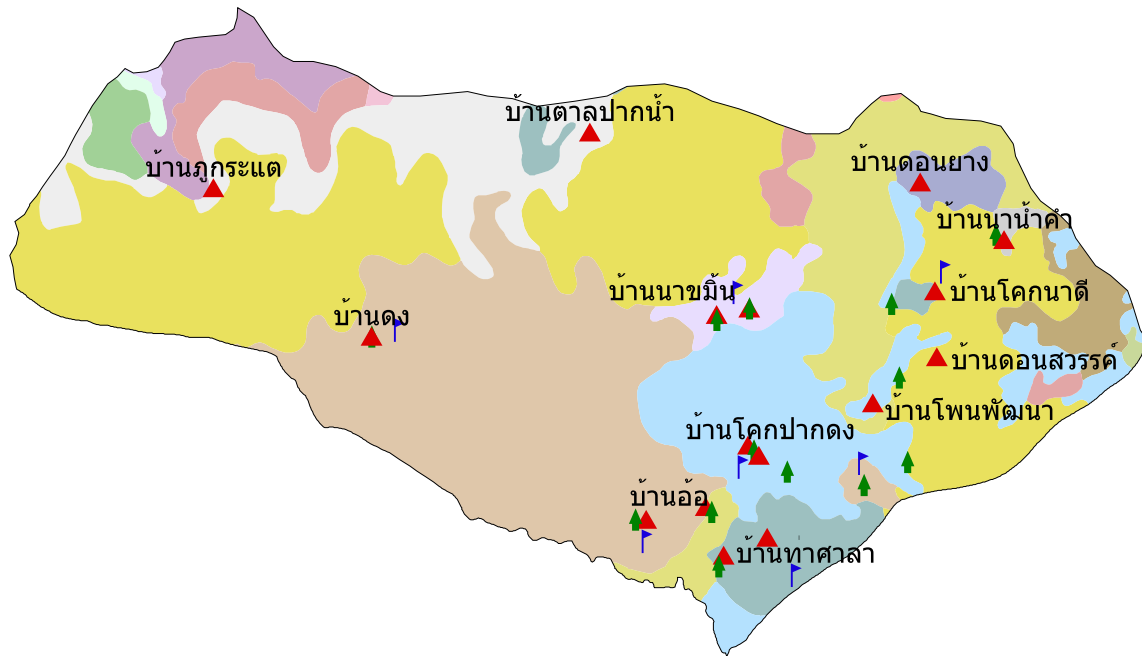 บ้านตาลปากน้ำ
บ้านภูกระแต
บ้านดอนยาง
บ้านนาน้ำคำ
บ้านนาขมิ้น
บ้านโคกนาดี
บ้านดง
บ้านดอนสวรรค์
บ้านโพนพัฒนา
บ้านโคกปากดง
บ้านอ้อ
บ้านทาศาลา